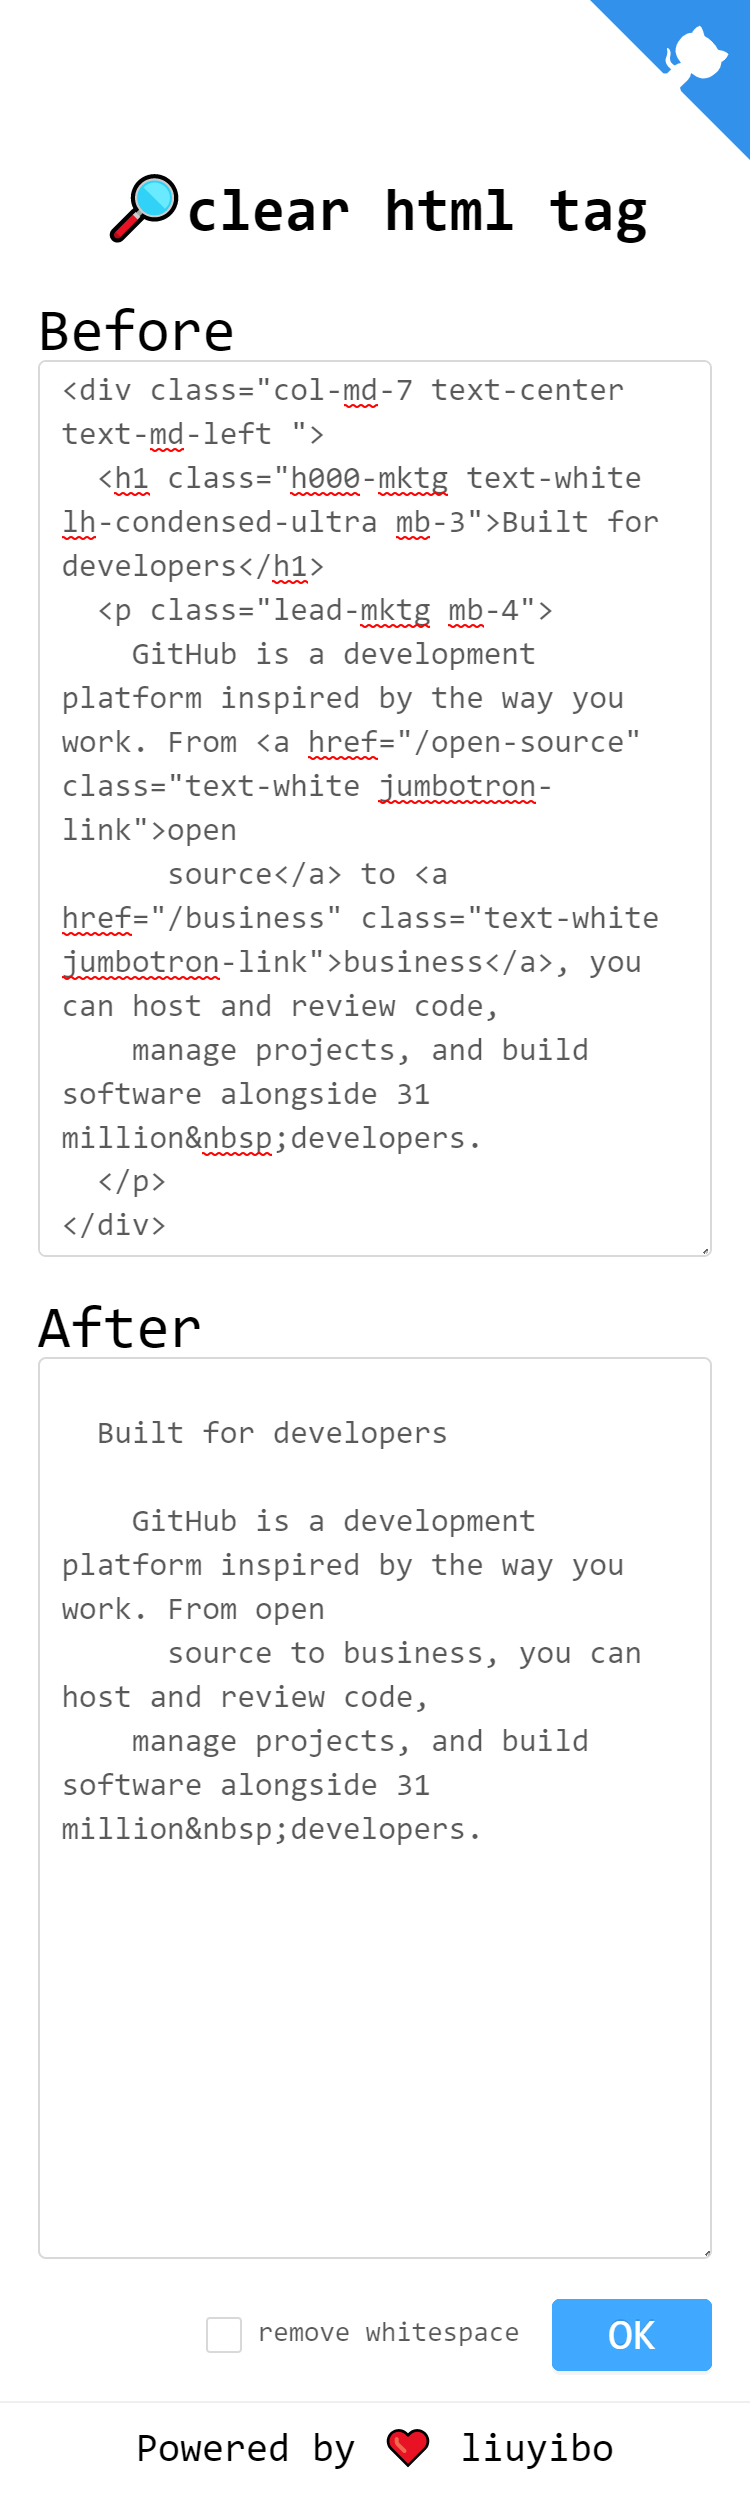 clear html tag
Before
<div class="col-md-7 text-center
text-md-left ">
<h1 class="h000-mktg text-white
lh-condensed-ultra mb-3">Built for
developers</h1>
<p class="lead-mktg mb-4">
GitHub is a development
platform inspired by the way you
work. From <a href="/open-source"
class="text-white jumbotron-
link">open
source</a> to <a
href="/business" class="text-white
jumbotron-link">business</a>, you
can host and review code,
manage projects, and build
software alongside 31
million&nbsp;developers.
</p>
</div>
After
Built for developers
GitHub is a development
platform inspired by the way you
work. From open
source to business, you can
host and review code,
manage projects, and build
software alongside 31
million&nbsp;developers.
remove whitespace
OK
Powered by ❤ liuyibo